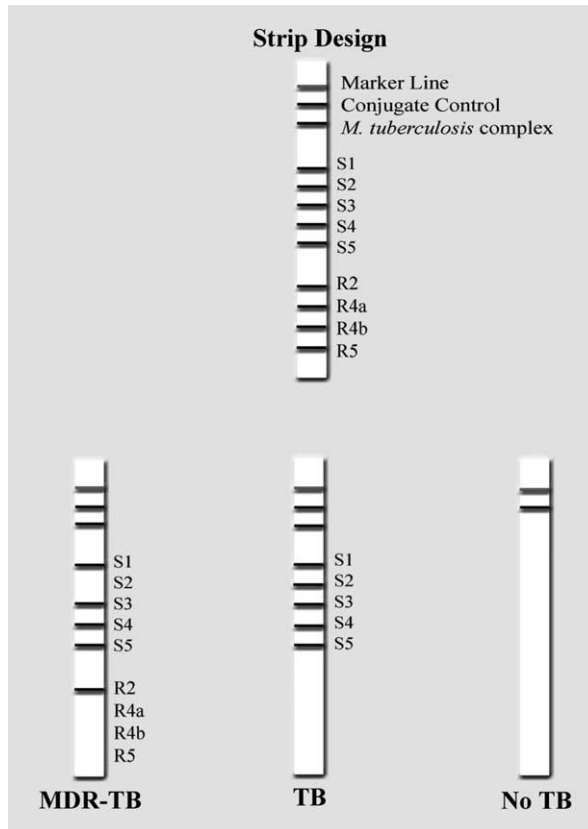 Strip Design
Marker Line
Conjugate Control
M. tuberculosis complex
S1
S2
S3
S4
S5
R2
R4a
R4b
R5
S1
S2
S3
S4
S5
R2
R4a
R4b
R5
MDR-TB
S1
S2
S3
S4
S5
TB
No TB